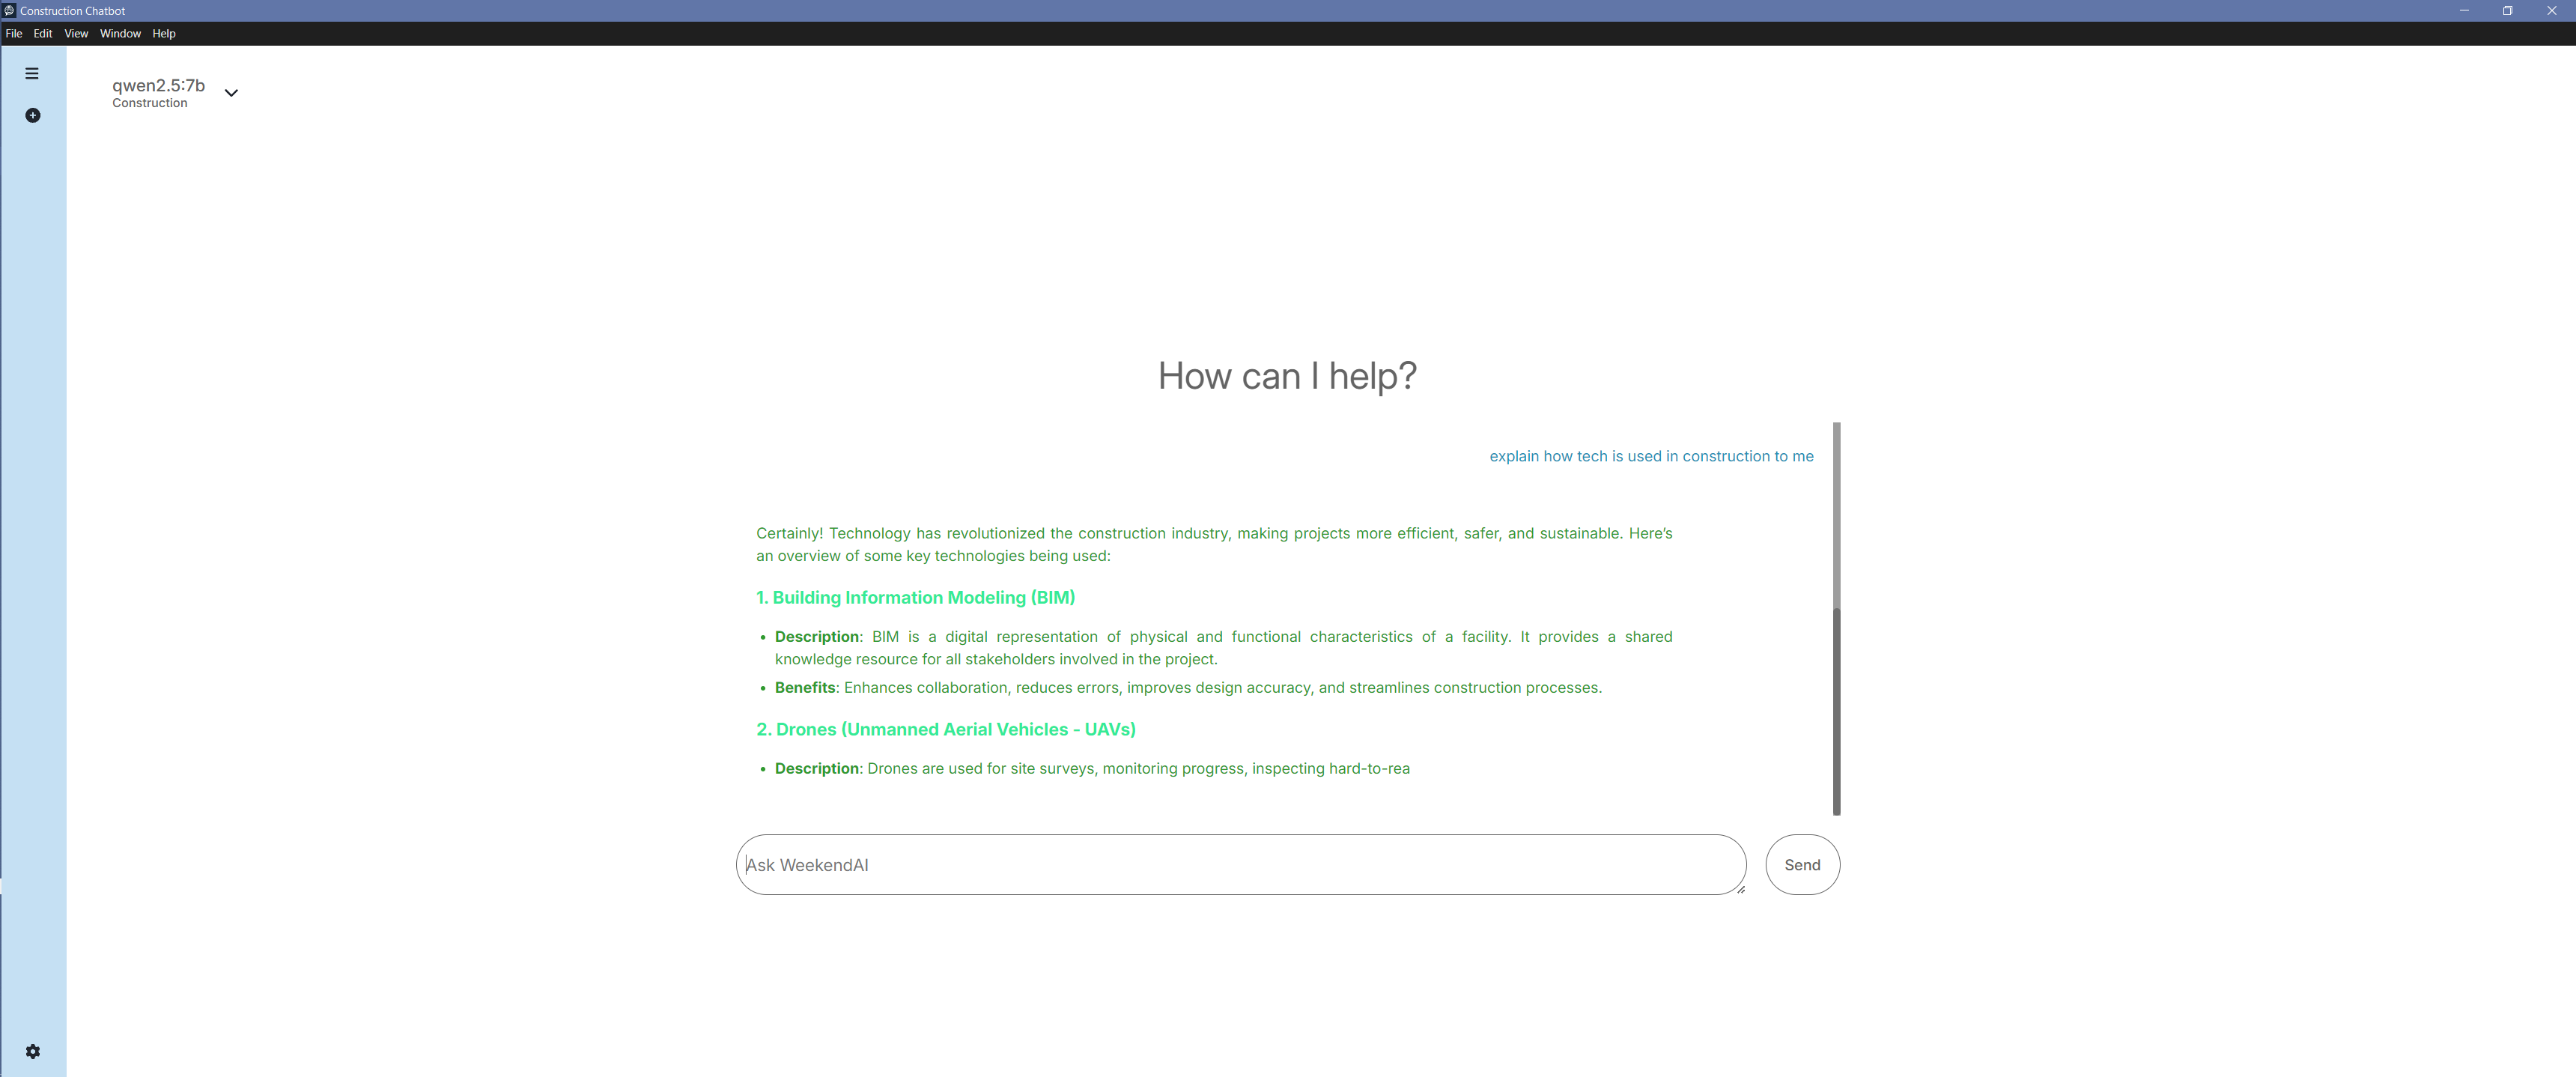 Construction Chatbot
File Edit View Window Help
qwen2.5:7b
Construction
How can I help?
explain how tech is used in construction to me
Certainly! Technology has revolutionized the construction industry, making projects more efficient, safer, and sustainable. Here's
an overview of some key technologies being used:
1. Building Information Modeling (BIM)
• Description: BIM is a digital representation of physical and functional characteristics of a facility. It provides a shared
knowledge resource for all stakeholders involved in the project.
• Benefits: Enhances collaboration, reduces errors, improves design accuracy, and streamlines construction processes.
2. Drones (Unmanned Aerial Vehicles - UAVs)
• Description: Drones are used for site surveys, monitoring progress, inspecting hard-to-rea
Ask WeekendAI
Send